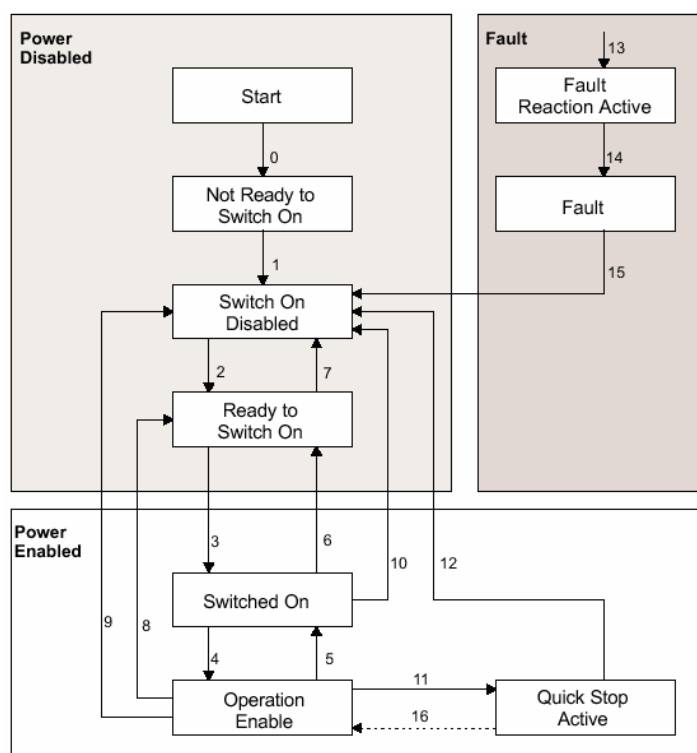 Power
Disabled
Start
0
Not Ready to
Switch On
1
Switch On
Disabled
2
7
Ready to
Switch On
Fault
13
Fault
Reaction Active
14
Fault
15
Power
Enabled
3
6
10
12
Switched On
9
8
4
5
Operation
Enable
11
16
Quick Stop
Active